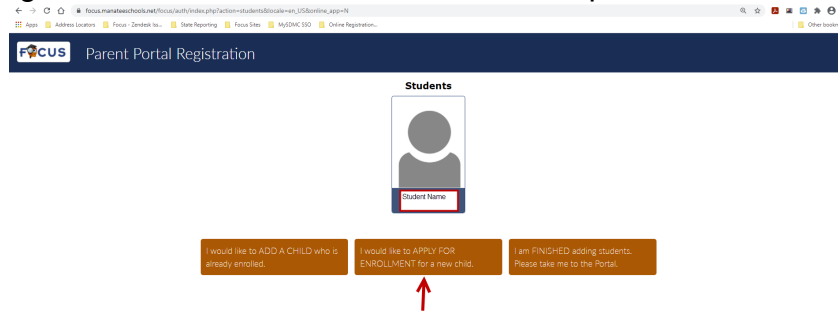 focus.manateeschools.net/focus/auth/index.php?action=students&locale=en_US&online_app=N
Apps Address Locators Focus - Zendesk tra... State Reporting Focus Sites MySDMC SSO Online Registration... Other bookm
FOCUS Parent Portal Registration
Students
Student Name
I would like to ADD A CHILD who is
already enrolled.
I would like to APPLY FOR
ENROLLMENT for a new child.
I am FINISHED adding students.
Please take me to the Portal.